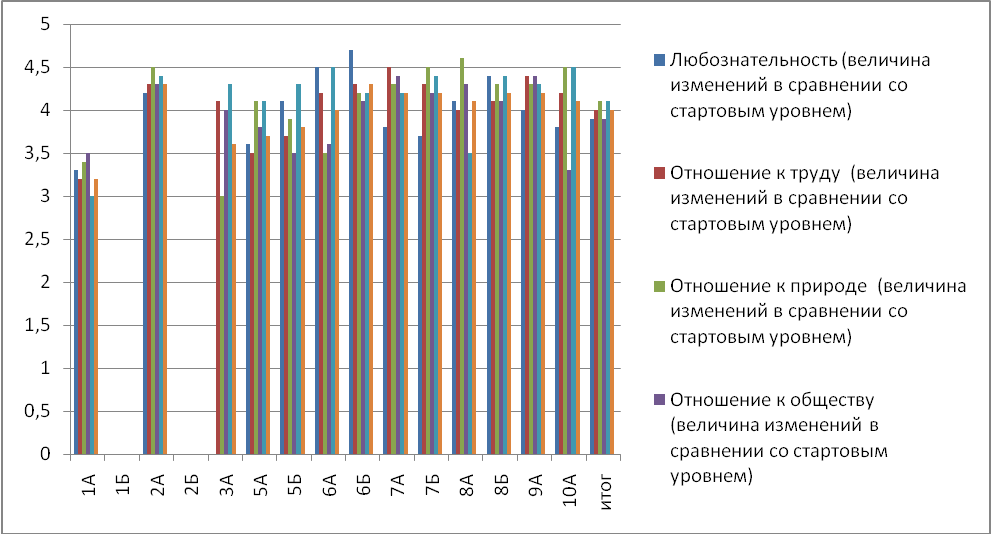 5
4,5
4
3,5
3
2,5
2
1,5
1
0,5
0
1А 1Б 2А 2Б 3А 5А 5Б 6А 6Б 7А 7Б 8А 8Б 9А 10А итог
Любознательность (величина
изменений в сравнении со
стартовым уровнем)
Отношение к труду (величина
изменений в сравнении со
стартовым уровнем)
Отношение к природе (величина
изменений в сравнении со
стартовым уровнем)
Отношение к обществу
(величина изменений в
сравнении со стартовым
уровнем)